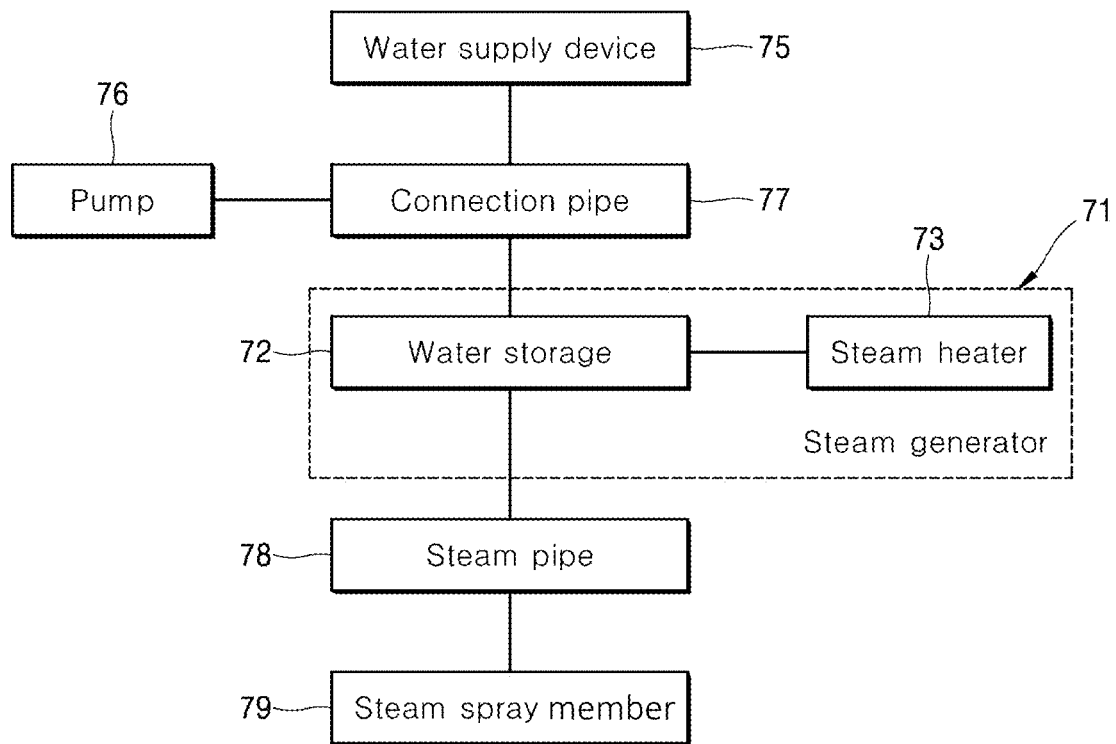 Water supply device
75
76
Pump
Connection pipe
77
71
73
72
Water storage
Steam heater
Steam generator
78
Steam pipe
79
Steam spray member